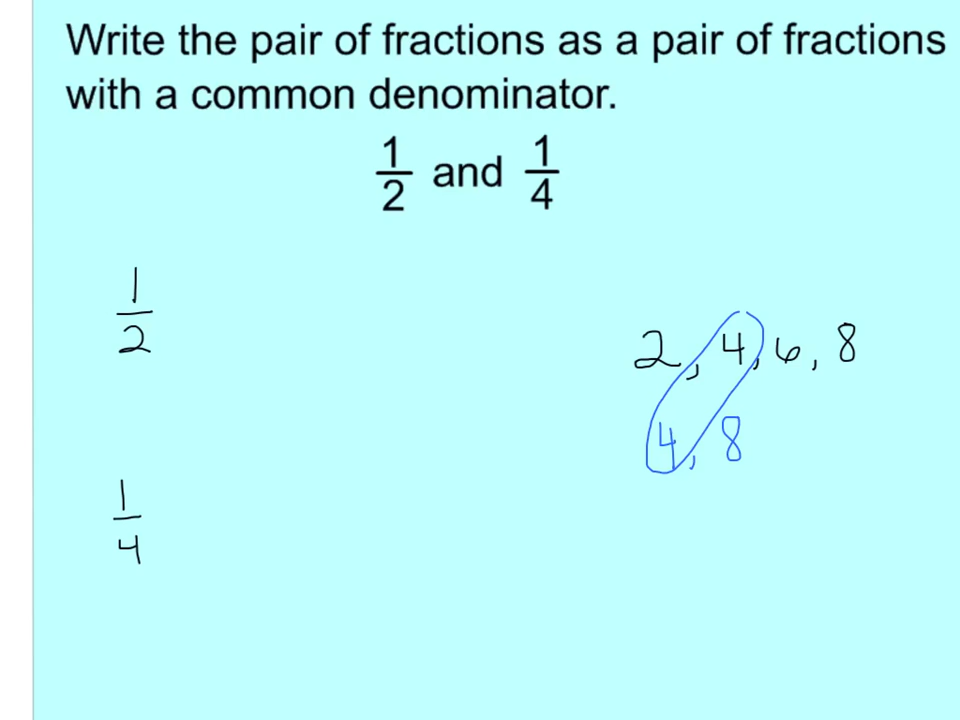 Write the pair of fractions as a pair of fractions
with a common denominator.
1/2 and 1/4
1/2
2, 4, 6, 8
4, 8
1/4